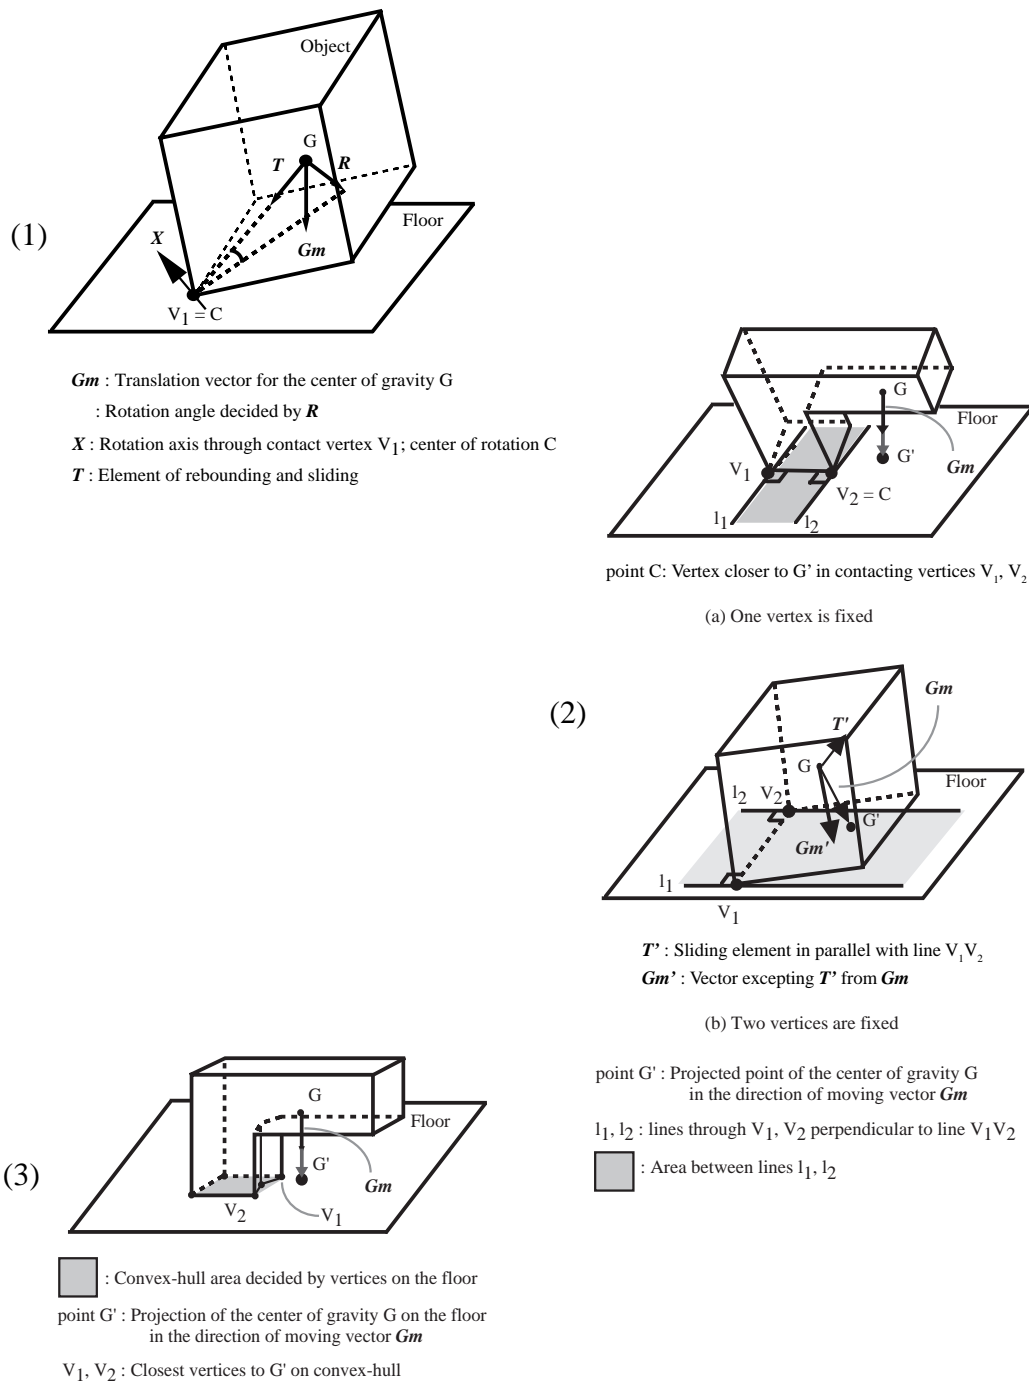 Object
G
T
R
(1)
Floor
X
Gm
V1 = C
Gm : Translation vector for the center of gravity G
: Rotation angle decided by R
X : Rotation axis through contact vertex V1; center of rotation C
T : Element of rebounding and sliding
G
Floor
G'
Gm
V1
V2 = C
l1
l2
point C: Vertex closer to G’ in contacting vertices V1, V2
(a) One vertex is fixed
(2)
Gm
T'
G
Floor
l2
V2
G'
Gm'
l1
V1
T’ : Sliding element in parallel with line V1V2
Gm’ : Vector excepting T’ from Gm
(b) Two vertices are fixed
point G' : Projected point of the center of gravity G
in the direction of moving vector Gm
l1, l2 : lines through V1, V2 perpendicular to line V1V2
: Area between lines l1, l2
(3)
G
Floor
G'
Gm
V2
V1
: Convex-hull area decided by vertices on the floor
point G' : Projection of the center of gravity G on the floor
in the direction of moving vector Gm
V1, V2 : Closest vertices to G' on convex-hull